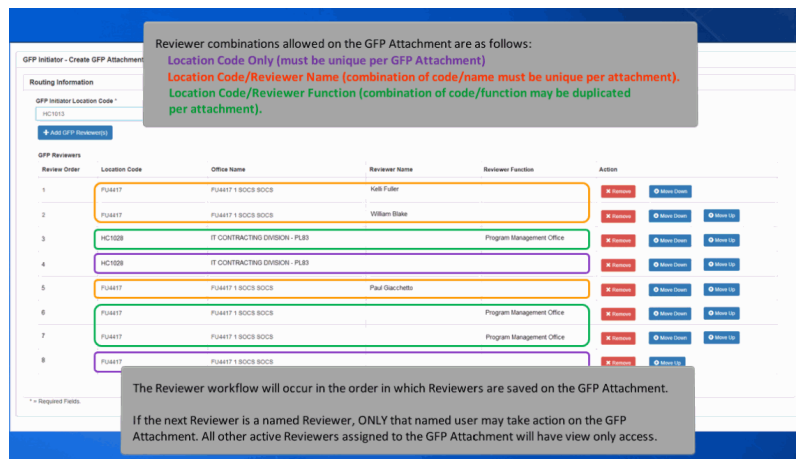 Reviewer combinations allowed on the GFP Attachment are as follows:
Location Code Only (must be unique per GFP Attachment)
Location Code/Reviewer Name (combination of code/name must be unique per attachment).
Location Code/Reviewer Function (combination of code/function may be duplicated
per attachment).
GFP Initiator - Create GFP Attachment
Routing Information
GFP Initiator Location Code *
HC1013
+ Add GFP Reviewer(s)
GFP Reviewers
Review Order Location Code Office Name Reviewer Name Reviewer Function Action
1 FU4417 FU4417 1 SOCS SOCS Kelli Fuller Remove Move Down
2 FU4417 FU4417 1 SOCS SOCS William Blake Remove Move Down Move Up
3 HC1028 IT CONTRACTING DIVISION - PL83 Program Management Office Remove Move Down Move Up
4 HC1028 IT CONTRACTING DIVISION - PL83 Remove Move Down Move Up
5 FU4417 FU4417 1 SOCS SOCS Paul Giacchetto Remove Move Down Move Up
6 FU4417 FU4417 1 SOCS SOCS Program Management Office Remove Move Down Move Up
7 FU4417 FU4417 1 SOCS SOCS Program Management Office Remove Move Down Move Up
8 FU4417 FU4417 1 SOCS SOCS Remove Move Up
* = Required Fields.
The Reviewer workflow will occur in the order in which Reviewers are saved on the GFP Attachment.
If the next Reviewer is a named Reviewer, ONLY that named user may take action on the GFP
Attachment. All other active Reviewers assigned to the GFP Attachment will have view only access.